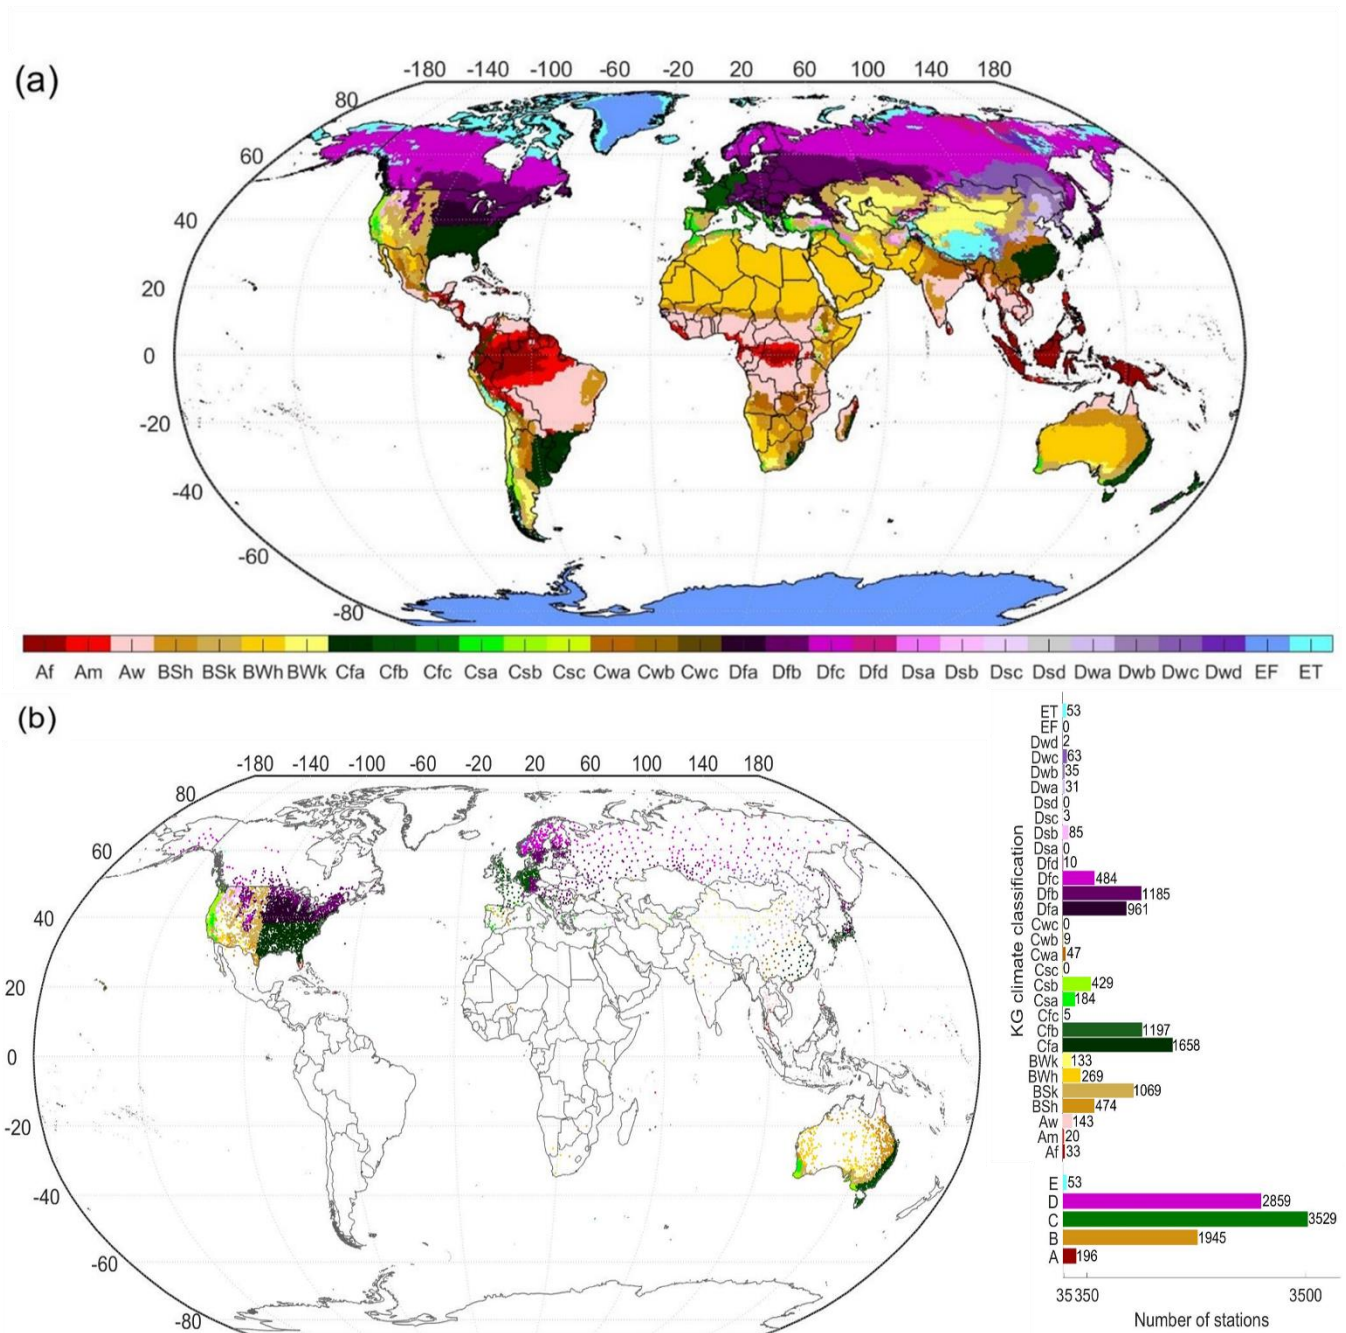 (a)
-180 -140 -100 -60 -20 20 60 100 140 180
80
60
40
20
0
-20
-40
-60
-80
Af Am Aw BSh BSk BWh BWk Cfa Cfb Cfc Csa Csb Csc Cwa Cwb Cwc Dfa Dfb Dfc Dfd Dsa Dsb Dsc Dsd Dwa Dwb Dwc Dwd EF ET
(b)
-180 -140 -100 -60 -20 20 60 100 140 180
80
60
40
20
0
-20
-40
-60
-80
KG climate classification
ET 53
EF 0
Dwd 2
Dwc 63
Dwb 35
Dwa 31
Dsd 0
Dsc 3
Dsb 85
Dsa 0
Dfd 10
Dfc 484
Dfb 1185
Dfa 961
Cwc 0
Cwb 9
Cwa 47
Csc 0
Csb 429
Csa 184
Cfc 5
Cfb 1197
Cfa 1658
BWk 133
BWh 269
BSk 1069
BSh 474
Aw 143
Am 20
Af 33
E 53
D 2859
C 3529
B 1945
A 196
35350 3500
Number of stations